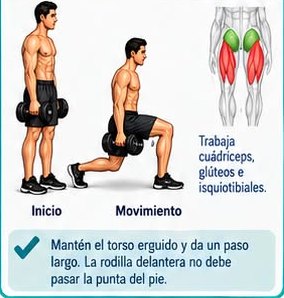 Trabaja
cuádriceps,
glúteos e
isquiotibiales.
Inicio
Movimiento
Mantén el torso erguido y da un paso
largo. La rodilla delantera no debe
pasar la punta del pie.